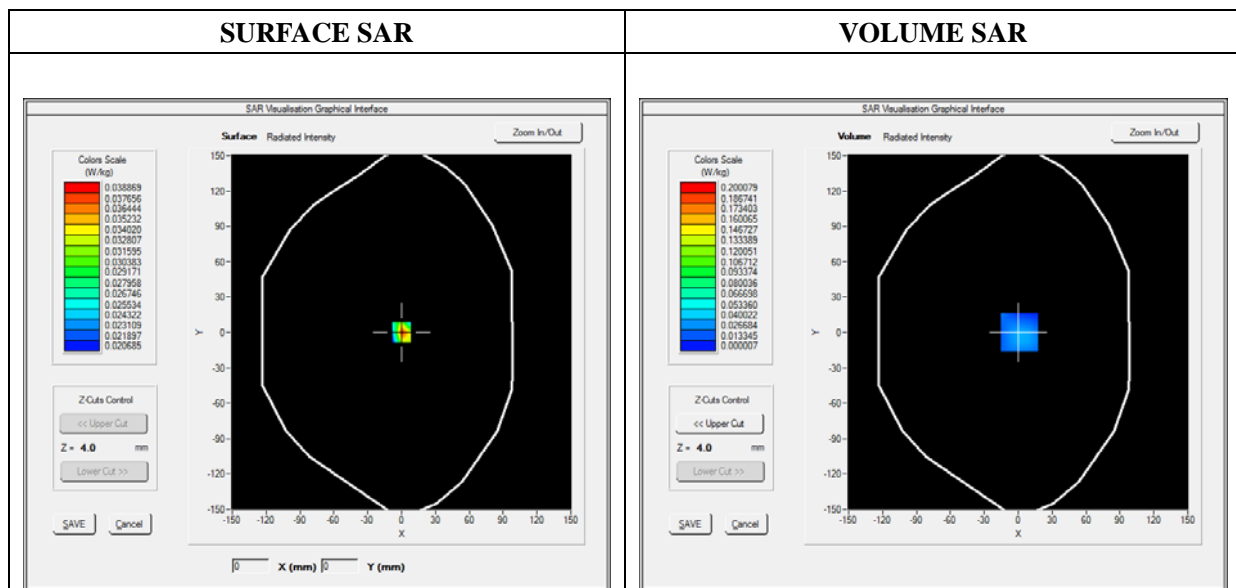 SURFACE SAR
VOLUME SAR
SAR Visualisation Graphical Interface
Surface Radiated Intensity
Zoom In/Out
Colors Scale
(W/kg)
0.038869
0.037656
0.036444
0.035232
0.034020
0.032807
0.031595
0.030383
0.029171
0.027958
0.026746
0.025534
0.024322
0.023109
0.021897
0.020685
Z-Cuts Control
<< Upper Cut
Z = 4.0 mm
Lower Cut >>
SAVE Cancel
150
120
90
60
30
0
-30
-60
-90
-120
-150
Y
-150 -120 -90 -60 -30 0 30 60 90 120 150
X
0 X (mm) 0 Y (mm)
SAR Visualisation Graphical Interface
Volume Radiated Intensity
Zoom In/Out
Colors Scale
(W/kg)
0.200079
0.186741
0.173403
0.160065
0.146727
0.133389
0.120051
0.106712
0.093374
0.080036
0.066698
0.053360
0.040022
0.026684
0.013345
0.000007
Z-Cuts Control
<< Upper Cut
Z = 4.0 mm
Lower Cut >>
SAVE Cancel
150
120
90
60
30
0
-30
-60
-90
-120
-150
Y
-150 -120 -90 -60 -30 0 30 60 90 120 150
X